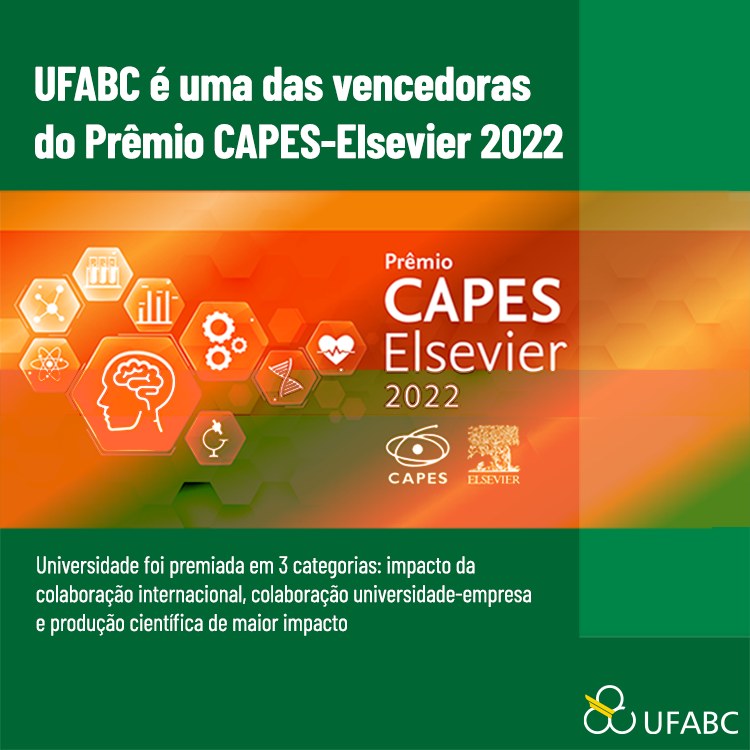 UFABC é uma das vencedoras
do Prêmio CAPES-Elsevier 2022
Prêmio
CAPES
Elsevier
2022
CAPES
ELSEVIER
Universidade foi premiada em 3 categorias: impacto da
colaboração internacional, colaboração universidade-empresa
e produção científica de maior impacto
UFABC